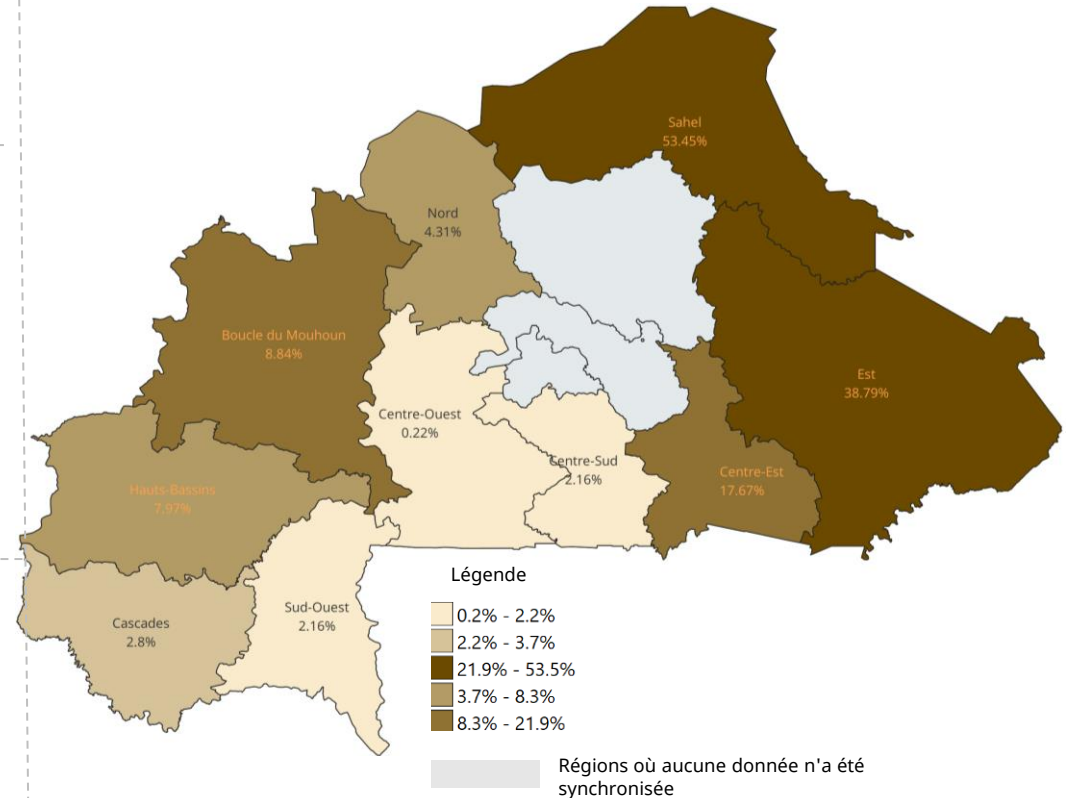 Sahel
53.45%
Nord
4.31%
Boucle du Mouhoun
8.84%
Est
38.79%
Centre-Ouest
0.22%
Centre-Sud
2.16%
Centre-Est
17.67%
Hauts-Bassins
7.97%
Cascades
2.8%
Sud-Ouest
2.16%
Légende
0.2% - 2.2%
2.2% - 3.7%
21.9% - 53.5%
3.7% - 8.3%
8.3% - 21.9%
Régions où aucune donnée n'a été
synchronisée